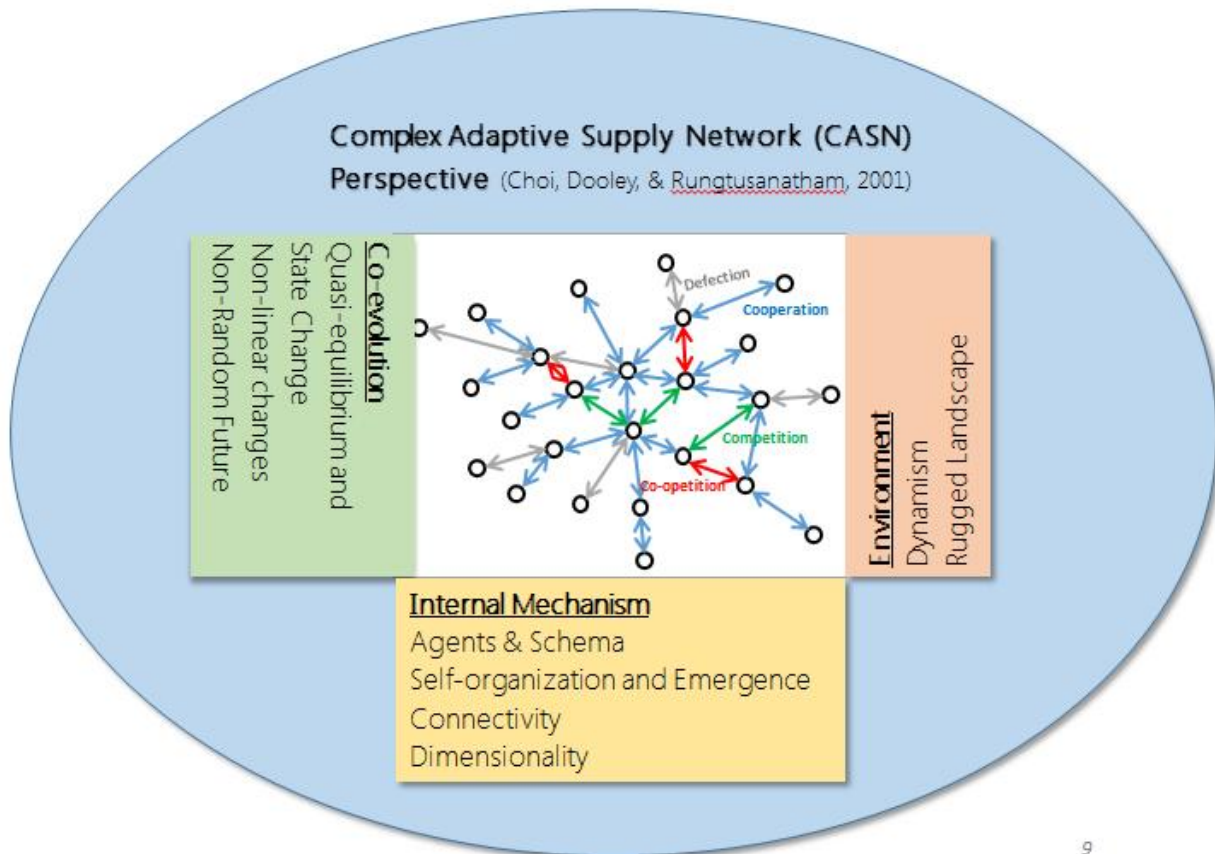 Complex Adaptive Supply Network (CASN)
Perspective (Choi, Dooley, & Rungtusanatham, 2001)
Co-evolution
Quasi-equilibrium and
State Change
Non-linear changes
Non-Random Future
Defection
Cooperation
Competition
Co-opetition
Environment
Dynamism
Rugged Landscape
Internal Mechanism
Agents & Schema
Self-organization and Emergence
Connectivity
Dimensionality
9